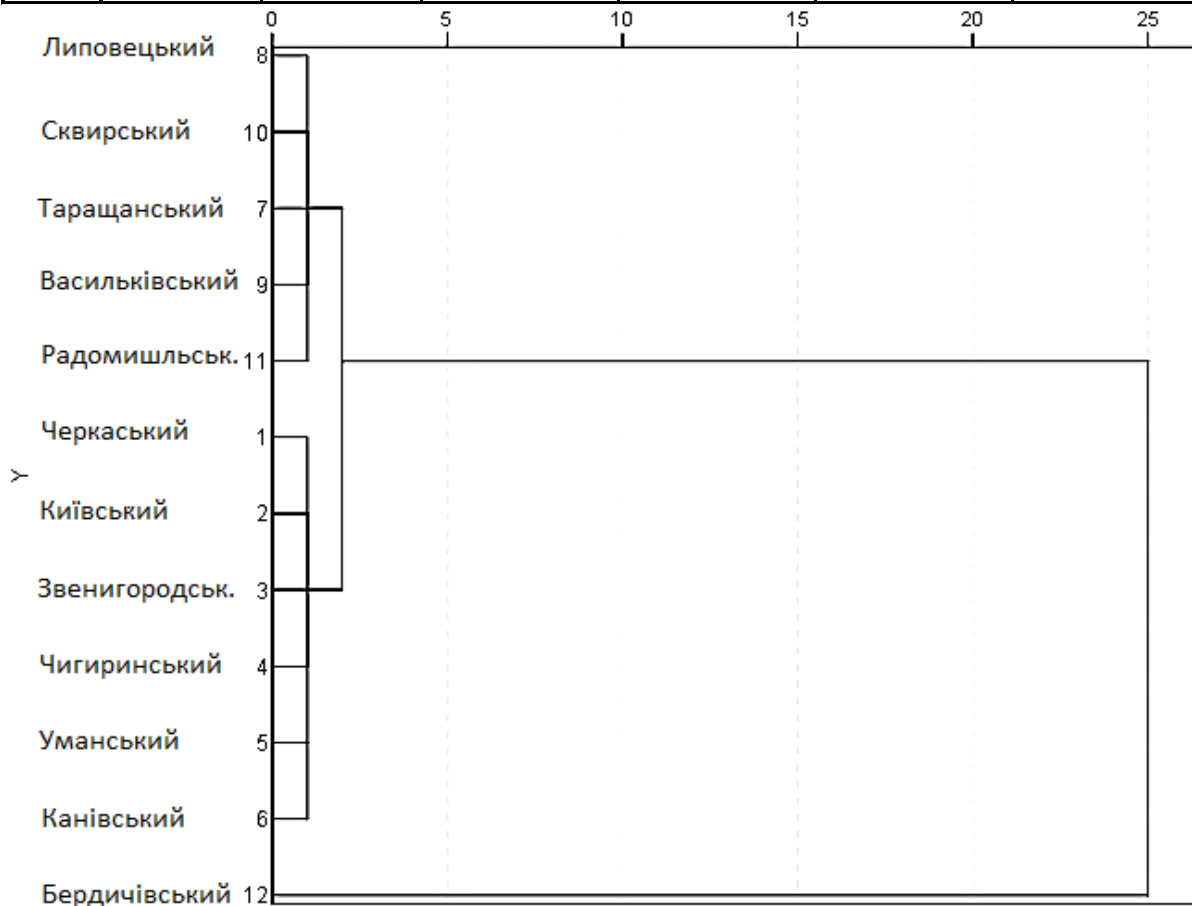 0 5 10 15 20 25
Липовецький 8
Сквирський 10
Таращанський 7
Васильківський 9
Радомишльськ. 11
Черкаський 1
Y
Київський 2
Звенигородськ. 3
Чигиринський 4
Уманський 5
Канівський 6
Бердичівський 12